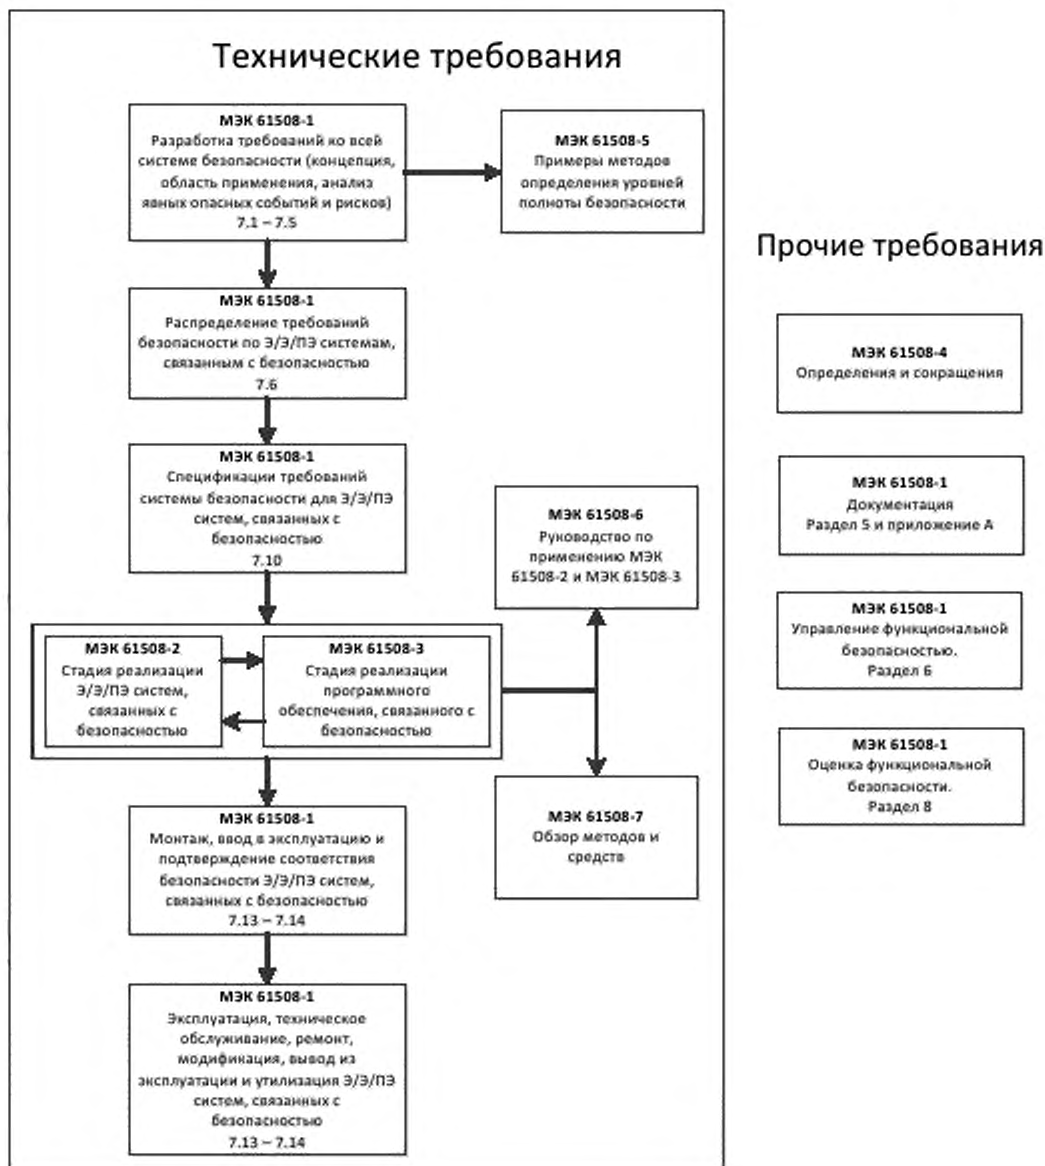 Технические требования
МЭК 61508-1
Разработка требований ко всей
системе безопасности (концепция,
область применения, анализ
явных опасных событий и рисков)
7.1 – 7.5
МЭК 61508-5
Примеры методов
определения уровней
полноты безопасности
МЭК 61508-1
Распределение требований
безопасности по Э/Э/ПЭ системам,
связанным с безопасностью
7.6
МЭК 61508-1
Спецификации требований
системы безопасности для Э/Э/ПЭ
систем, связанных с
безопасностью
7.10
МЭК 61508-6
Руководство по
применению МЭК
61508-2 и МЭК 61508-3
МЭК 61508-2
Стадия реализации
Э/Э/ПЭ систем,
связанных с
безопасностью
МЭК 61508-3
Стадия реализации
программного
обеспечения, связанного с
безопасностью
МЭК 61508-7
Обзор методов и
средств
МЭК 61508-1
Монтаж, ввод в эксплуатацию и
подтверждение соответствия
безопасности Э/Э/ПЭ систем,
связанных с безопасностью
7.13 – 7.14
МЭК 61508-1
Эксплуатация, техническое
обслуживание, ремонт,
модификация, вывод из
эксплуатации и утилизация Э/Э/ПЭ
систем, связанных с
безопасностью
7.13 – 7.14
Прочие требования
МЭК 61508-4
Определения и сокращения
МЭК 61508-1
Документация
Раздел 5 и приложение А
МЭК 61508-1
Управление функциональной
безопасностью.
Раздел 6
МЭК 61508-1
Оценка функциональной
безопасности.
Раздел 8